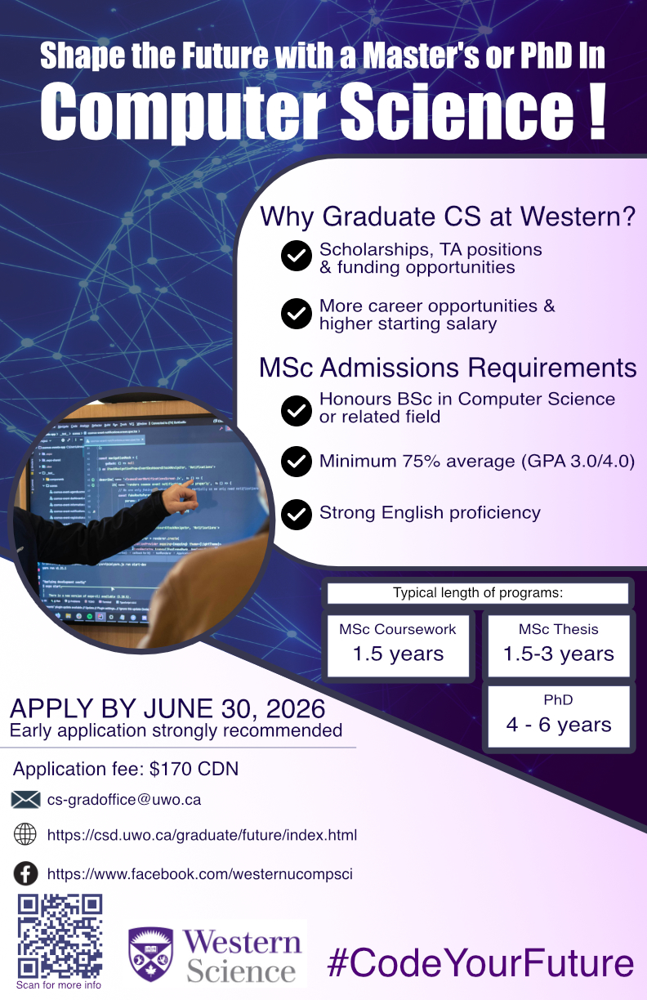 Shape the Future with a Master's or PhD In
Computer Science !
Why Graduate CS at Western?
Scholarships, TA positions
& funding opportunities
More career opportunities &
higher starting salary
MSc Admissions Requirements
Honours BSc in Computer Science
or related field
Minimum 75% average (GPA 3.0/4.0)
Strong English proficiency
Typical length of programs:
MSc Coursework
1.5 years
MSc Thesis
1.5-3 years
PhD
4 - 6 years
APPLY BY JUNE 30, 2026
Early application strongly recommended
Application fee: $170 CDN
cs-gradoffice@uwo.ca
https://csd.uwo.ca/graduate/future/index.html
https://www.facebook.com/westernucompsci
Scan for more info
Western
Science
#CodeYourFuture